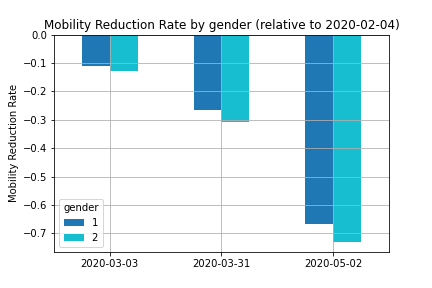 Mobility Reduction Rate by gender (relative to 2020-02-04)
Mobility Reduction Rate
0.0
−0.1
−0.2
−0.3
−0.4
−0.5
−0.6
−0.7
gender
1
2
2020-03-03 2020-03-31 2020-05-02